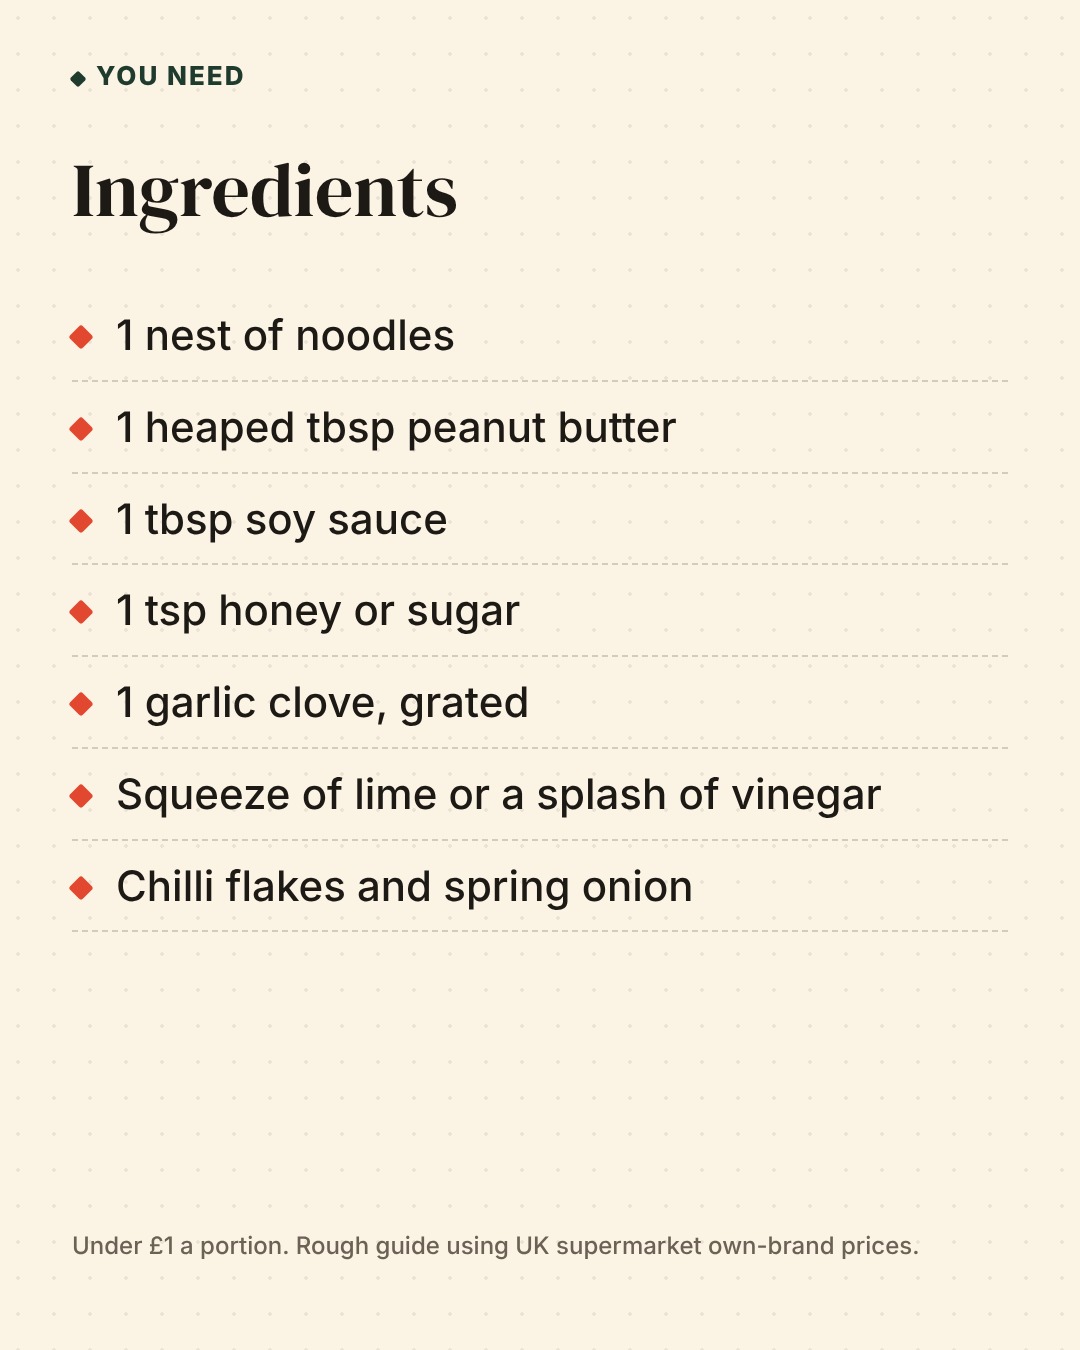 YOU NEED
Ingredients
1 nest of noodles
1 heaped tbsp peanut butter
1 tbsp soy sauce
1 tsp honey or sugar
1 garlic clove, grated
Squeeze of lime or a splash of vinegar
Chilli flakes and spring onion
Under £1 a portion. Rough guide using UK supermarket own-brand prices.